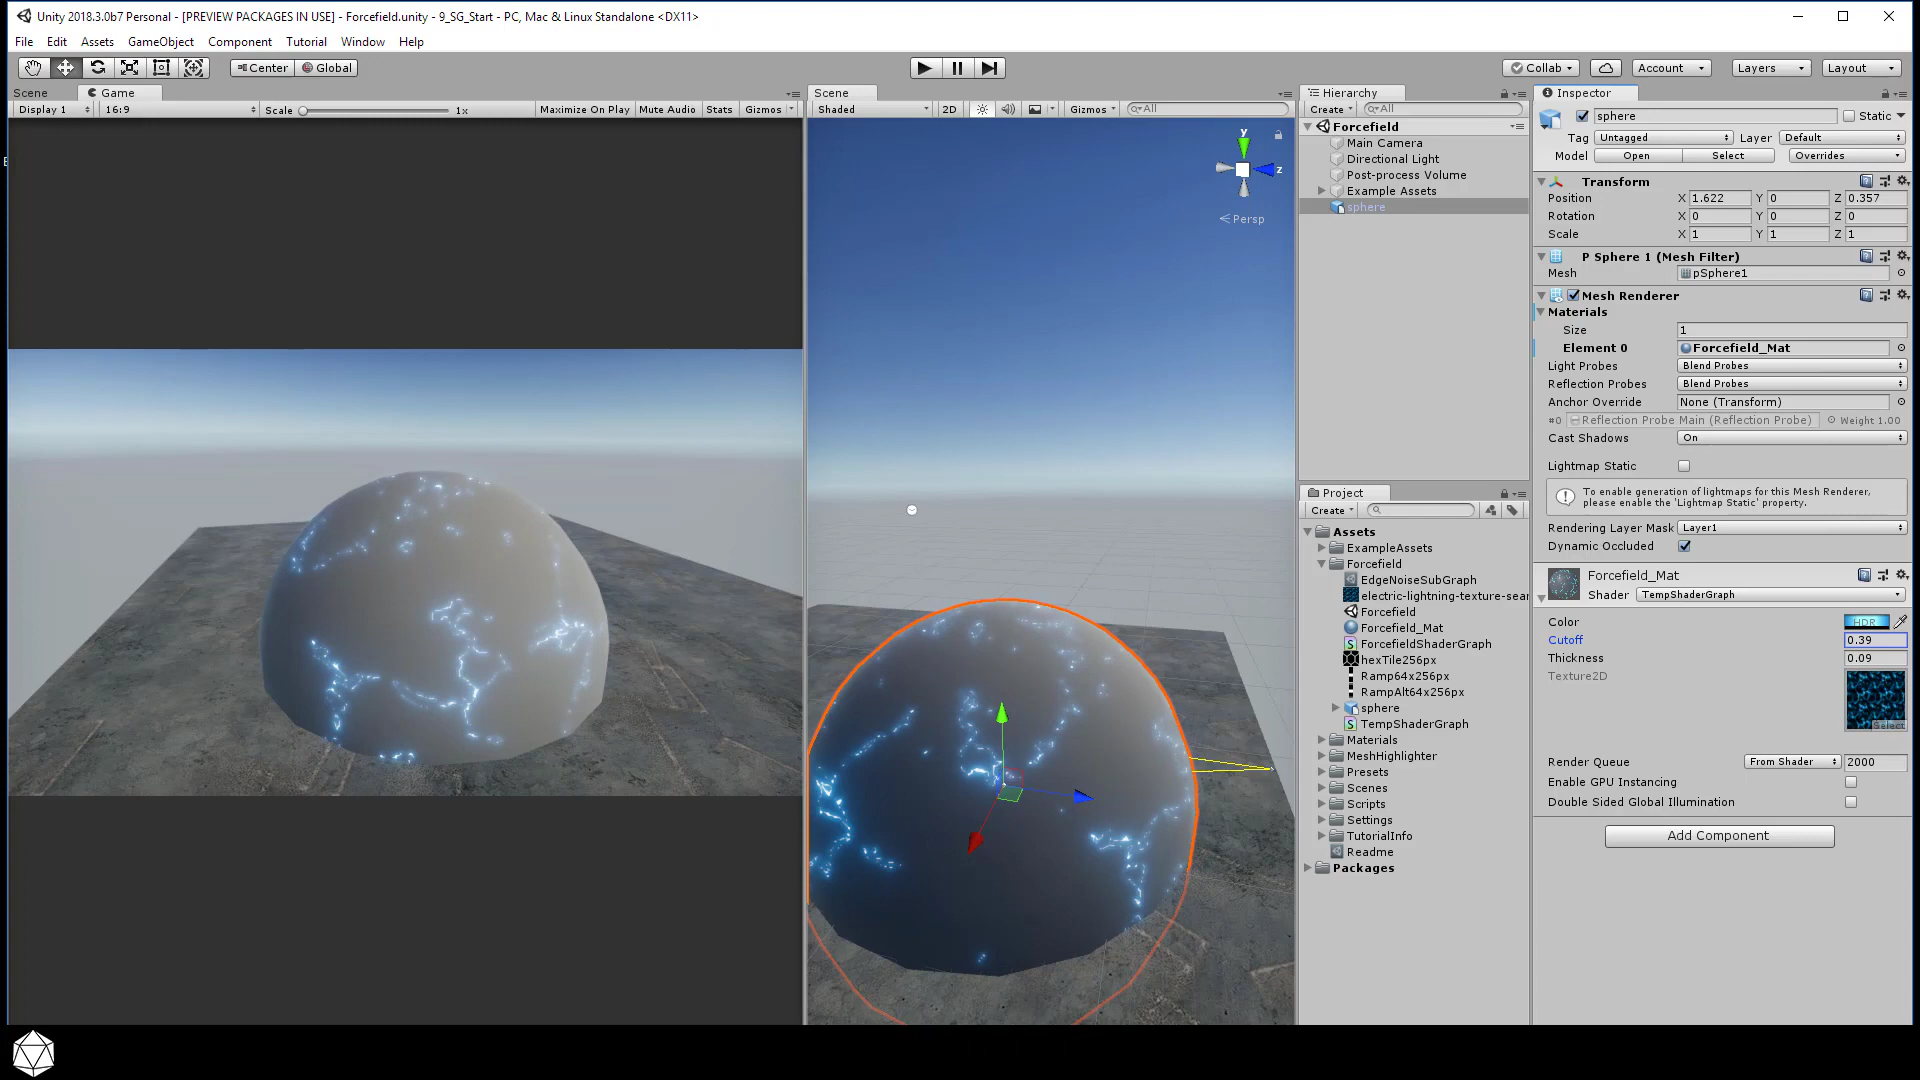 Unity 2018.3.0b7 Personal - [PREVIEW PACKAGES IN USE] - Forcefield.unity - 9_SG_Start - PC, Mac & Linux Standalone <DX11>
File Edit Assets GameObject Component Tutorial Window Help
Center Global Collab Account Layers Layout
Scene Game
Display 1 16:9 Scale 1x Maximize On Play Mute Audio Stats Gizmos
Scene
Shaded 2D Gizmos All
y
z
Persp
Hierarchy
Create All
Forcefield
Main Camera
Directional Light
Post-process Volume
Example Assets
sphere
Project
Create
Assets
ExampleAssets
Forcefield
EdgeNoiseSubGraph
electric-lightning-texture-sear
Forcefield
Forcefield_Mat
ForcefieldShaderGraph
hexTile256px
Ramp64x256px
RampAlt64x256px
sphere
TempShaderGraph
Materials
MeshHighlighter
Presets
Scenes
Scripts
Settings
TutorialInfo
Readme
Packages
Inspector
sphere Static
Tag Untagged Layer Default
Model Open Select Overrides
Transform
Position X 1.622 Y 0 Z 0.357
Rotation X 0 Y 0 Z 0
Scale X 1 Y 1 Z 1
P Sphere 1 (Mesh Filter)
Mesh pSphere1
Mesh Renderer
Materials
Size 1
Element 0 Forcefield_Mat
Light Probes Blend Probes
Reflection Probes Blend Probes
Anchor Override None (Transform)
#0 Reflection Probe Main (Reflection Probe) Weight 1.00
Cast Shadows On
Lightmap Static
To enable generation of lightmaps for this Mesh Renderer,
please enable the 'Lightmap Static' property.
Rendering Layer Mask Layer1
Dynamic Occluded
Forcefield_Mat
Shader TempShaderGraph
Color HDR
Cutoff 0.39
Thickness 0.09
Texture2D
Select
Render Queue From Shader 2000
Enable GPU Instancing
Double Sided Global Illumination
Add Component